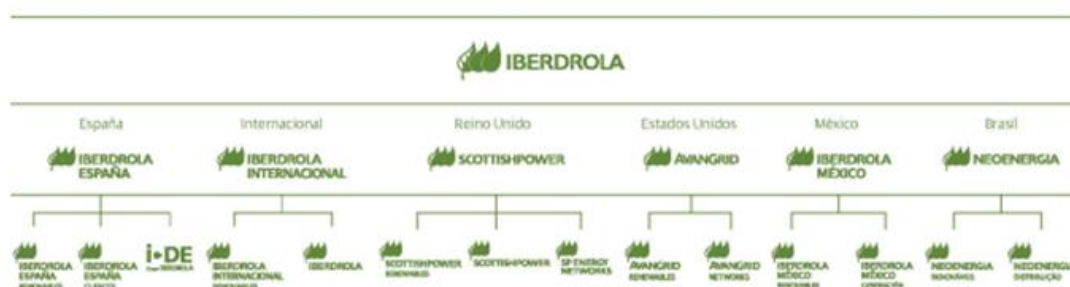 IBERDROLA
España
Internacional
Reino Unido
Estados Unidos
México
Brasil
IBERDROLA
ESPAÑA
IBERDROLA
INTERNACIONAL
SCOTTISHPOWER
AVANGRID
IBERDROLA
MÉXICO
NEOENERGIA
IBERDROLA
ESPAÑA
IBERDROLA
ESPAÑA
i-DE
IBERDROLA
INTERNACIONAL
IBERDROLA
SCOTTISHPOWER
RENEWABLES
SCOTTISHPOWER
SP ENERGY
NETWORKS
AVANGRID
RENEWABLES
AVANGRID
NETWORKS
IBERDROLA
MÉXICO
IBERDROLA
MÉXICO
NEOENERGIA
NEOENERGIA